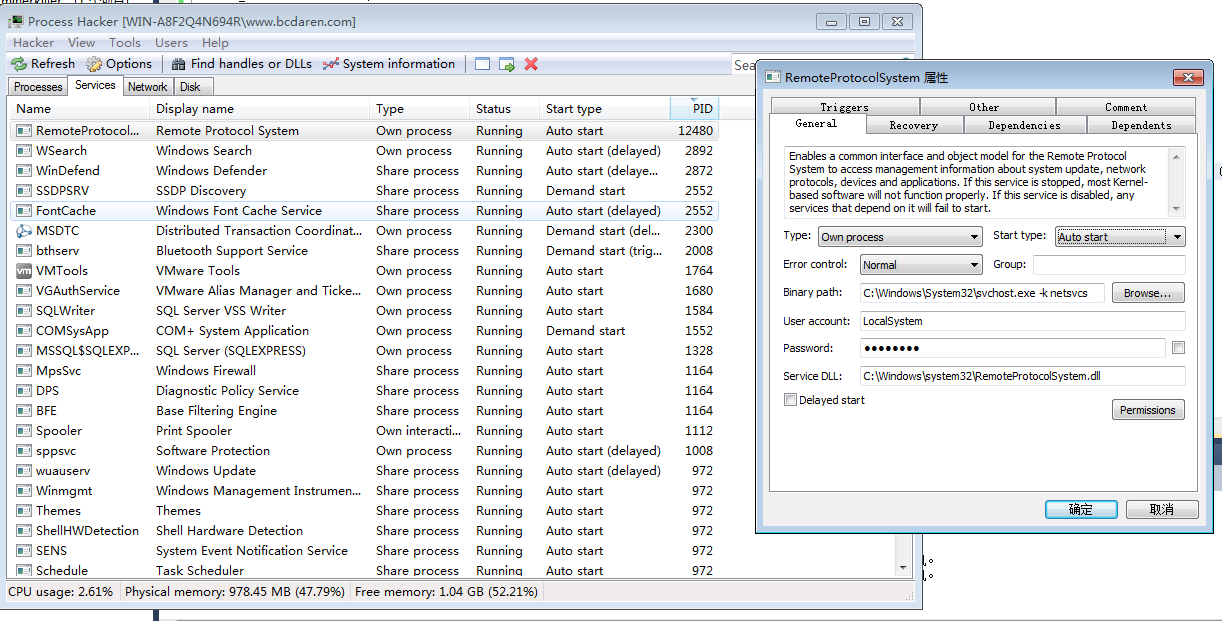 Process Hacker [WIN-A8F2Q4N694R\www.bcdaren.com]
Hacker View Tools Users Help
Refresh Options Find handles or DLLs System information Sea
Processes Services Network Disk
Name Display name Type Status Start type PID
RemoteProtocol... Remote Protocol System Own process Running Auto start 12480
WSearch Windows Search Own process Running Auto start (delayed) 2892
WinDefend Windows Defender Share process Running Auto start (delaye... 2872
SSDPSRV SSDP Discovery Share process Running Demand start 2552
FontCache Windows Font Cache Service Share process Running Auto start (delayed) 2552
MSDTC Distributed Transaction Coordinat... Own process Running Demand start (del... 2300
bthserv Bluetooth Support Service Share process Running Demand start (trig... 2008
VMTools VMware Tools Own process Running Auto start 1764
VGAuthService VMware Alias Manager and Ticke... Own process Running Auto start 1680
SQLWriter SQL Server VSS Writer Own process Running Auto start 1584
COMSysApp COM+ System Application Own process Running Demand start 1552
MSSQL$SQLEXP... SQL Server (SQLEXPRESS) Own process Running Auto start 1328
MpsSvc Windows Firewall Share process Running Auto start 1164
DPS Diagnostic Policy Service Share process Running Auto start 1164
BFE Base Filtering Engine Share process Running Auto start 1164
Spooler Print Spooler Own interacti... Running Auto start 1112
sppsvc Software Protection Own process Running Auto start (delayed) 1008
wuauserv Windows Update Share process Running Auto start (delayed) 972
Winmgmt Windows Management Instrumen... Share process Running Auto start 972
Themes Themes Share process Running Auto start 972
ShellHWDetection Shell Hardware Detection Share process Running Auto start 972
SENS System Event Notification Service Share process Running Auto start 972
Schedule Task Scheduler Share process Running Auto start 972
CPU usage: 2.61% Physical memory: 978.45 MB (47.79%) Free memory: 1.04 GB (52.21%)
RemoteProtocolSystem 属性
Triggers Other Comment
General Recovery Dependencies Dependents
Enables a common interface and object model for the Remote Protocol
System to access management information about system update, network
protocols, devices and applications. If this service is stopped, most Kernel-
based software will not function properly. If this service is disabled, any
services that depend on it will fail to start.
Type: Own process Start type: Auto start
Error control: Normal Group:
Binary path: C:\Windows\System32\svchost.exe -k netsvcs Browse...
User account: LocalSystem
Password: ●●●●●●●●
Service DLL: C:\Windows\system32\RemoteProtocolSystem.dll
Delayed start
Permissions
确定 取消